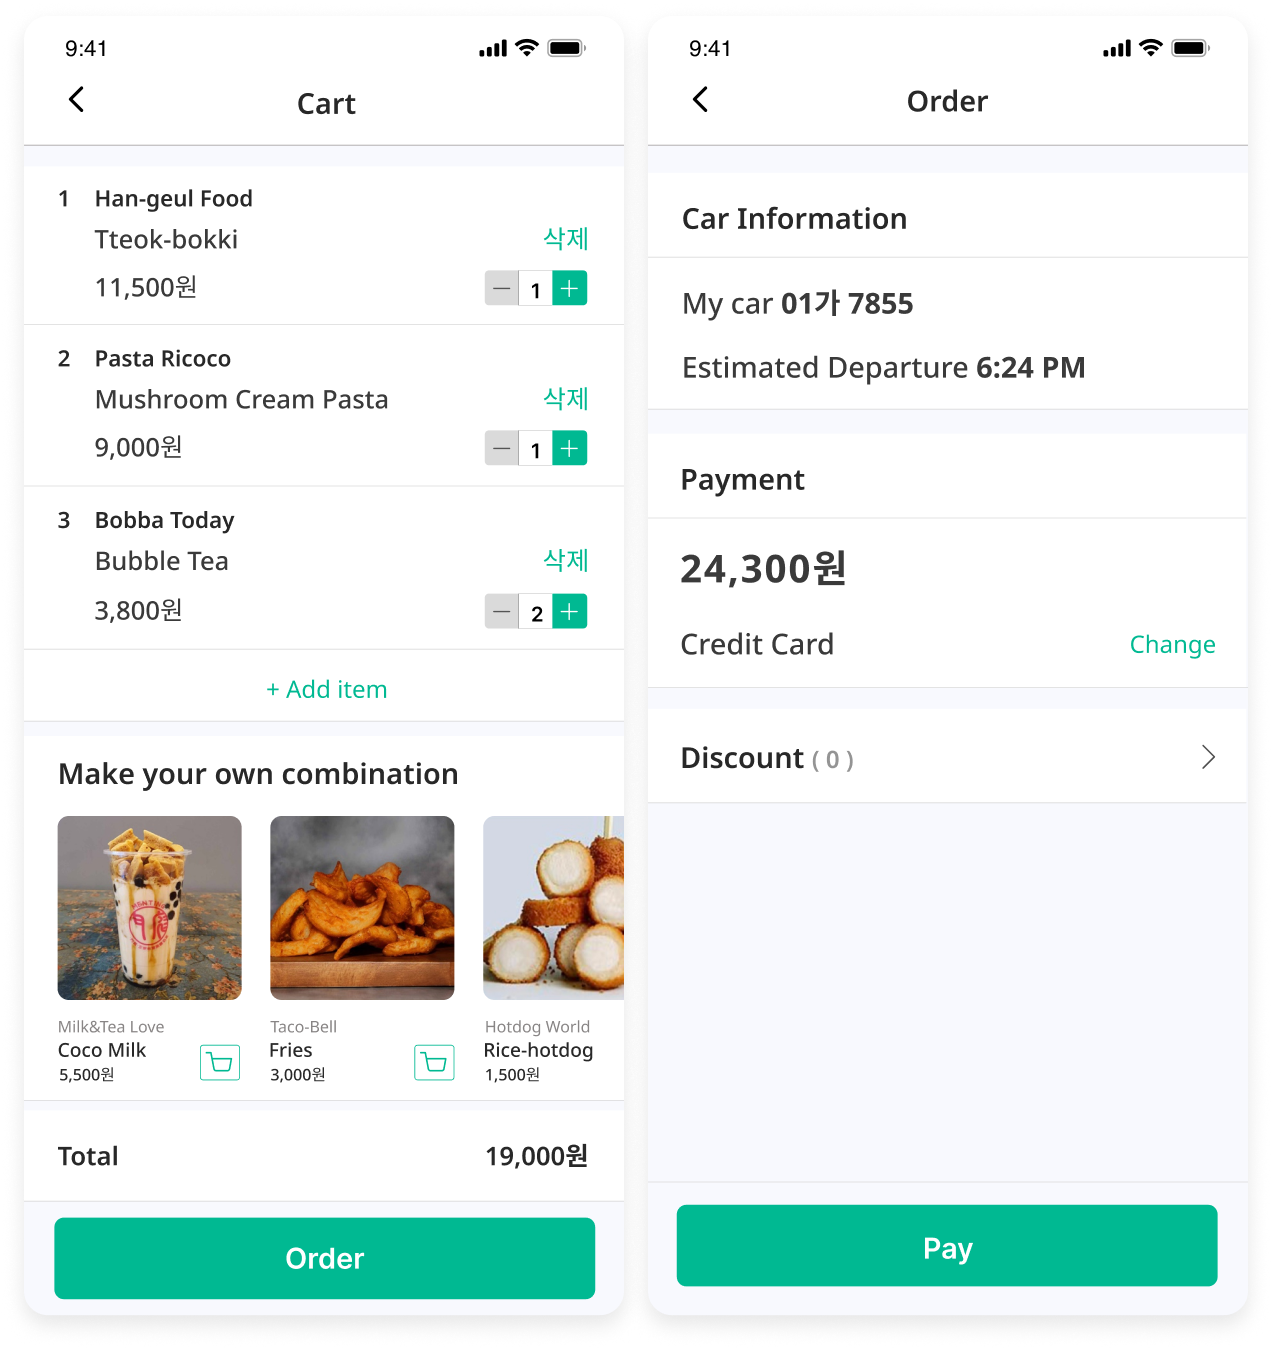 9:41
Cart
1 Han-geul Food
Tteok-bokki 삭제
11,500원 1
2 Pasta Ricoco
Mushroom Cream Pasta 삭제
9,000원 1
3 Bobba Today
Bubble Tea 삭제
3,800원 2
+ Add item
Make your own combination
Milk&Tea Love
Coco Milk
5,500원
Taco-Bell
Fries
3,000원
Hotdog World
Rice-hotdog
1,500원
Total 19,000원
Order
9:41
Order
Car Information
My car 01가 7855
Estimated Departure 6:24 PM
Payment
24,300원
Credit Card Change
Discount ( 0 )
Pay